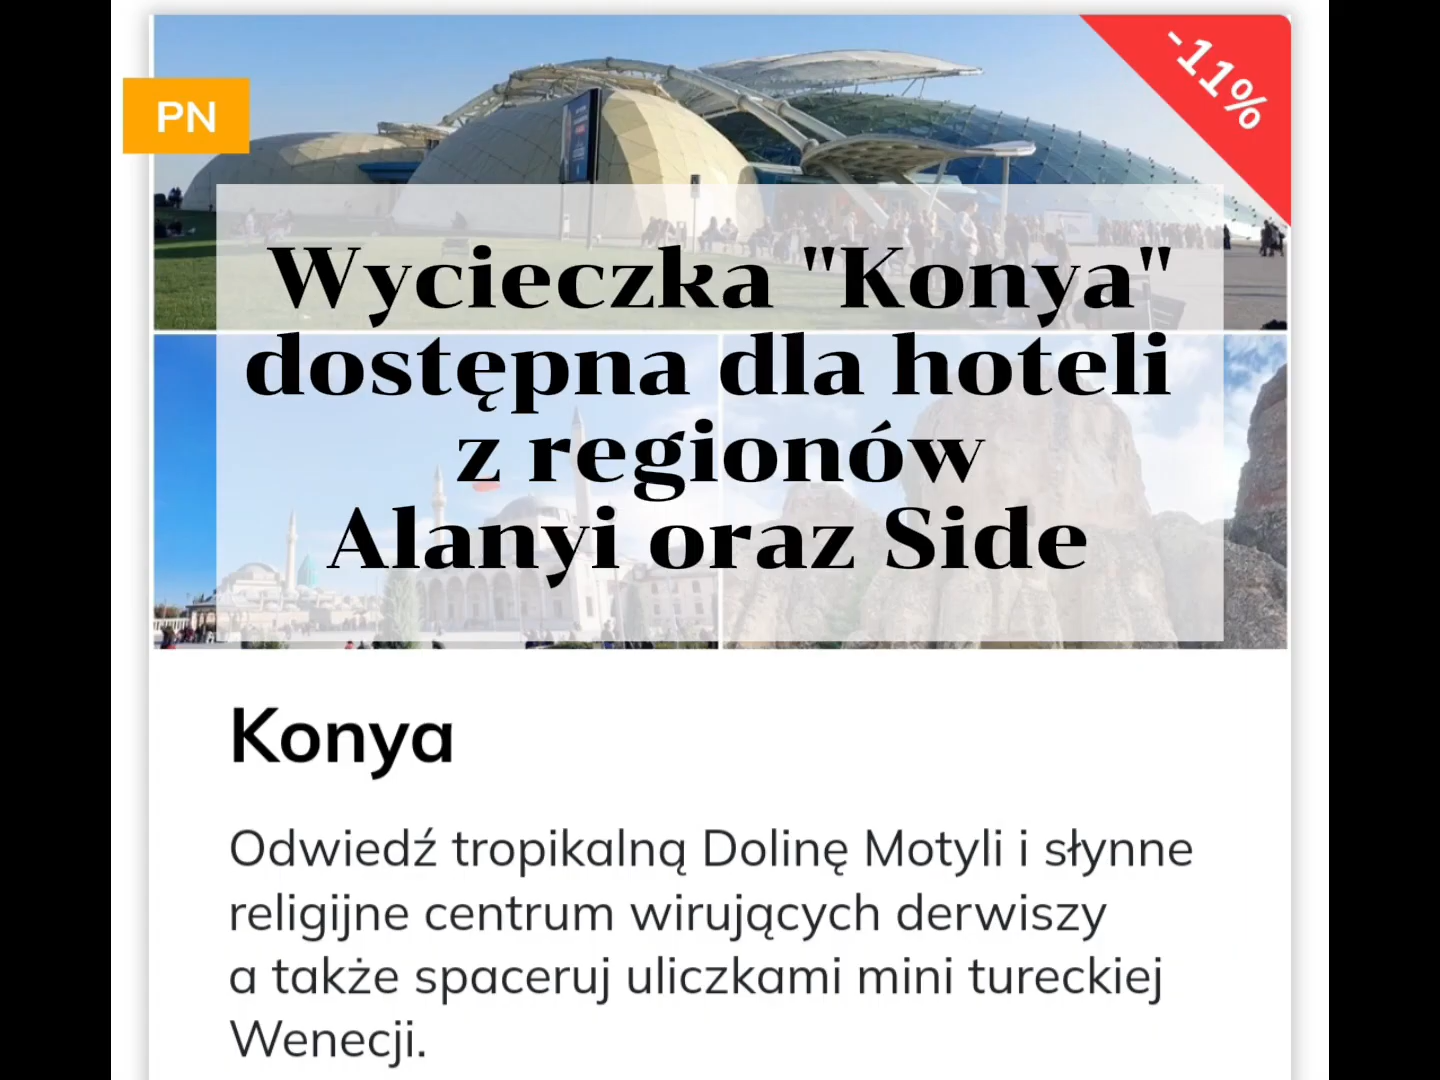 -11%
PN
Wycieczka "Konya"
dostępna dla hoteli
z regionów
Alanyi oraz Side
Konya
Odwiedź tropikalną Dolinę Motyli i słynne
religijne centrum wirujących derwiszy
a także spaceruj uliczkami mini tureckiej
Wenecji.